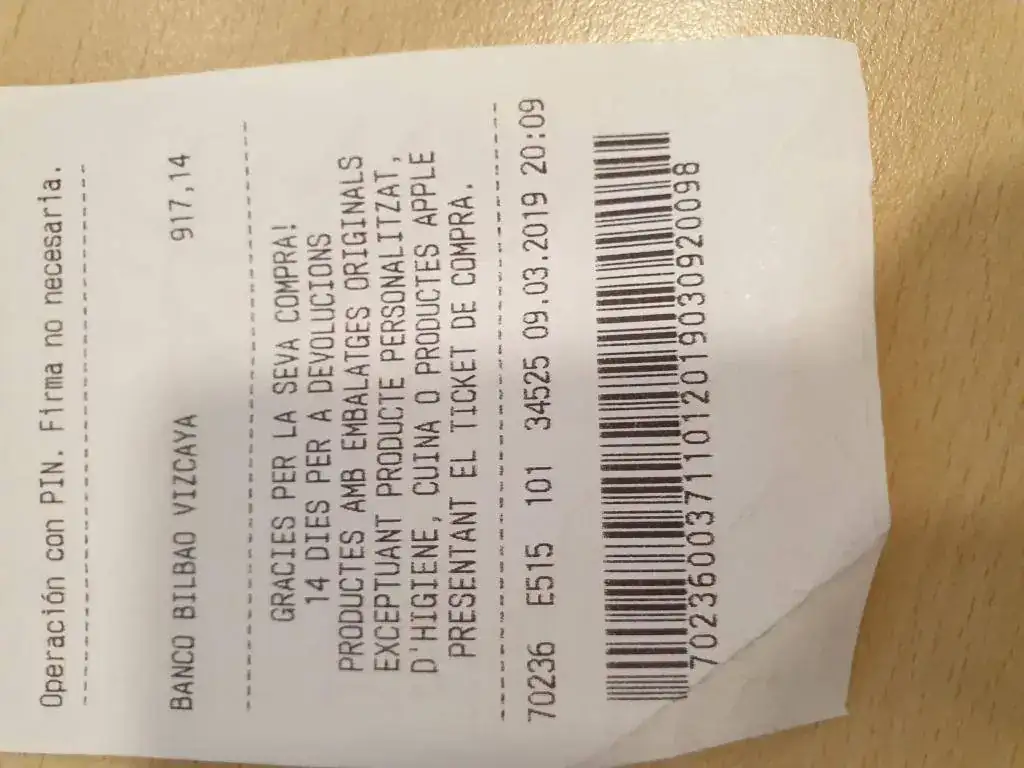 Operación con PIN. Firma no necesaria.
--------------------------------------
BANCO BILBAO VIZCAYA 917,14
--------------------------------------
GRACIES PER LA SEVA COMPRA!
14 DIES PER A DEVOLUCIONS
PRODUCTES AMB EMBALATGES ORIGINALS
EXCEPTUANT PRODUCTE PERSONALITZAT,
D'HIGIENE, CUINA O PRODUCTES APPLE
PRESENTANT EL TICKET DE COMPRA.
--------------------------------------
70236 E515 101 34525 09.03.2019 20:09
7023600371101201903092​0098